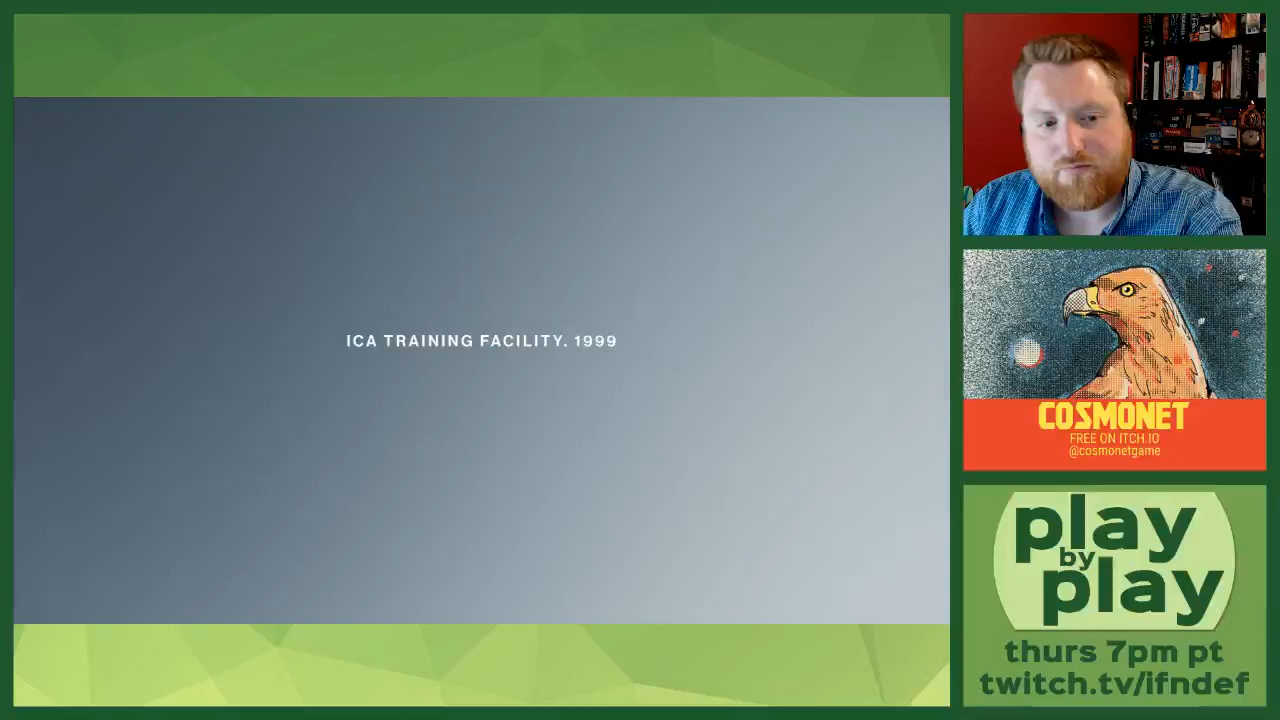 ICA TRAINING FACILITY. 1999
COSMONET
FREE ON ITCH.IO
@cosmonetgame
play
by
play
thurs 7pm pt
twitch.tv/ifndef